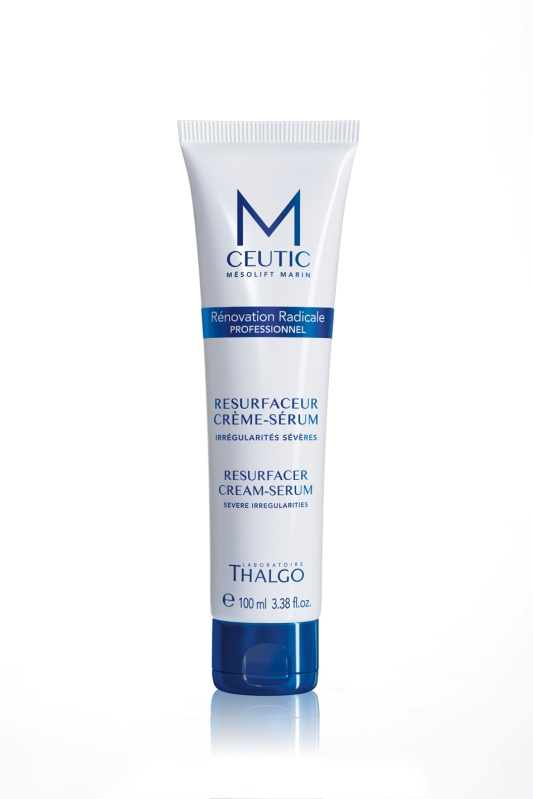 M
CEUTIC
MÉSOLIFT MARIN
Rénovation Radicale
PROFESSIONNEL
RESURFACEUR
CRÈME-SÉRUM
IRRÉGULARITÉS SÉVÈRES
RESURFACER
CREAM-SERUM
SEVERE IRREGULARITIES
LABORATOIRE
THALGO
℮ 100 ml 3.38 fl.oz.